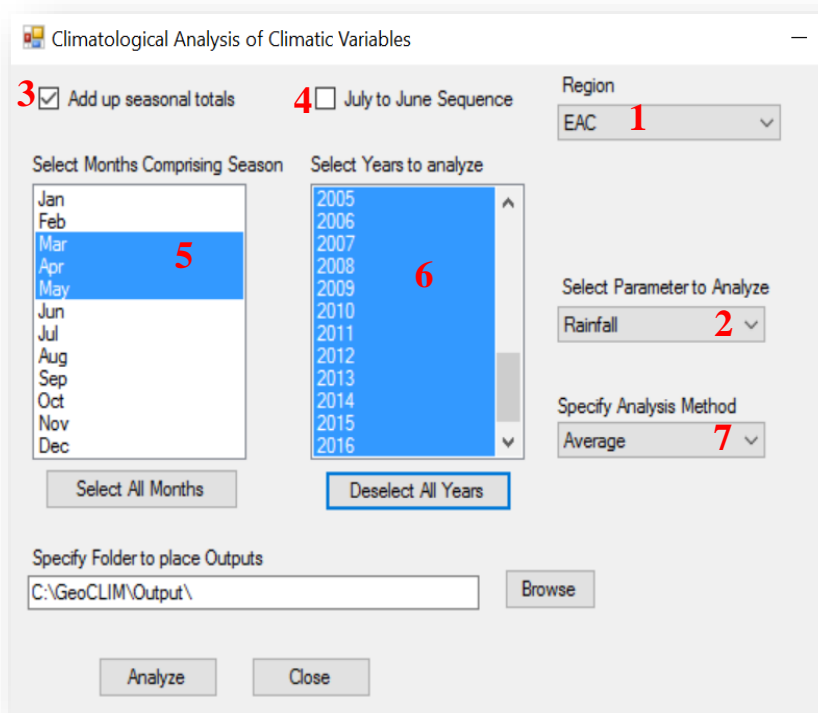 Climatological Analysis of Climatic Variables
3 Add up seasonal totals
4 July to June Sequence
Region
EAC 1
Select Months Comprising Season
Jan
Feb
Mar
Apr
May
Jun
Jul
Aug
Sep
Oct
Nov
Dec
5
Select All Months
Select Years to analyze
2005
2006
2007
2008
2009
2010
2011
2012
2013
2014
2015
2016
6
Deselect All Years
Select Parameter to Analyze
Rainfall 2
Specify Analysis Method
Average 7
Specify Folder to place Outputs
C:\GeoCLIM\Output\
Browse
Analyze
Close